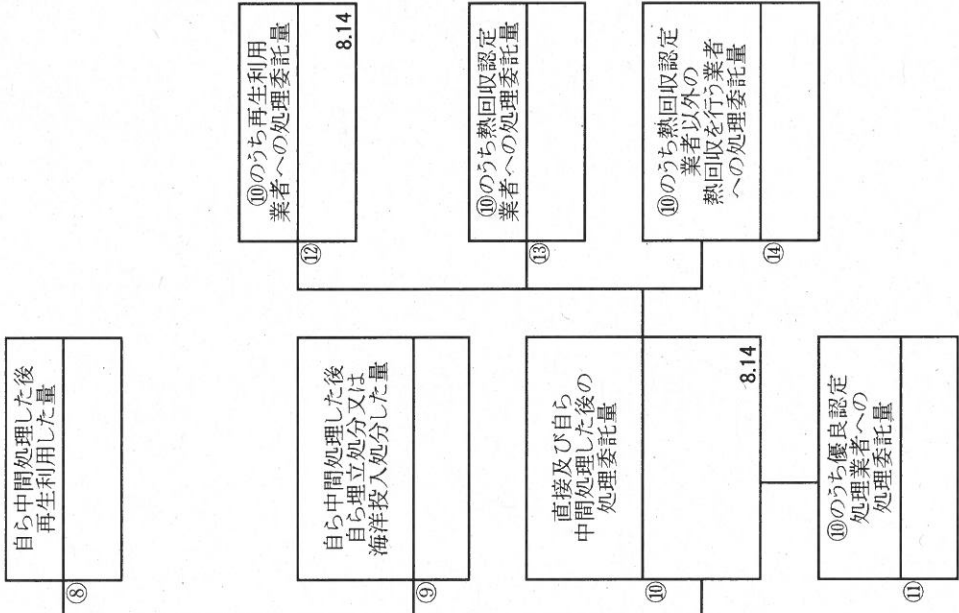 ⑧
自ら中間処理した後
再生利用した量
⑨
自ら中間処理した後
自ら埋立処分又は
海洋投入処分した量
⑩
直接及び自ら
中間処理した後の
処理委託量
8.14
⑪
⑩のうち優良認定
処理業者への
処理委託量
⑫
⑩のうち再生利用
業者への処理委託量
8.14
⑬
⑩のうち熱回収認定
業者への処理委託量
⑭
⑩のうち熱回収認定
業者以外の
熱回収を行う業者
への処理委託量